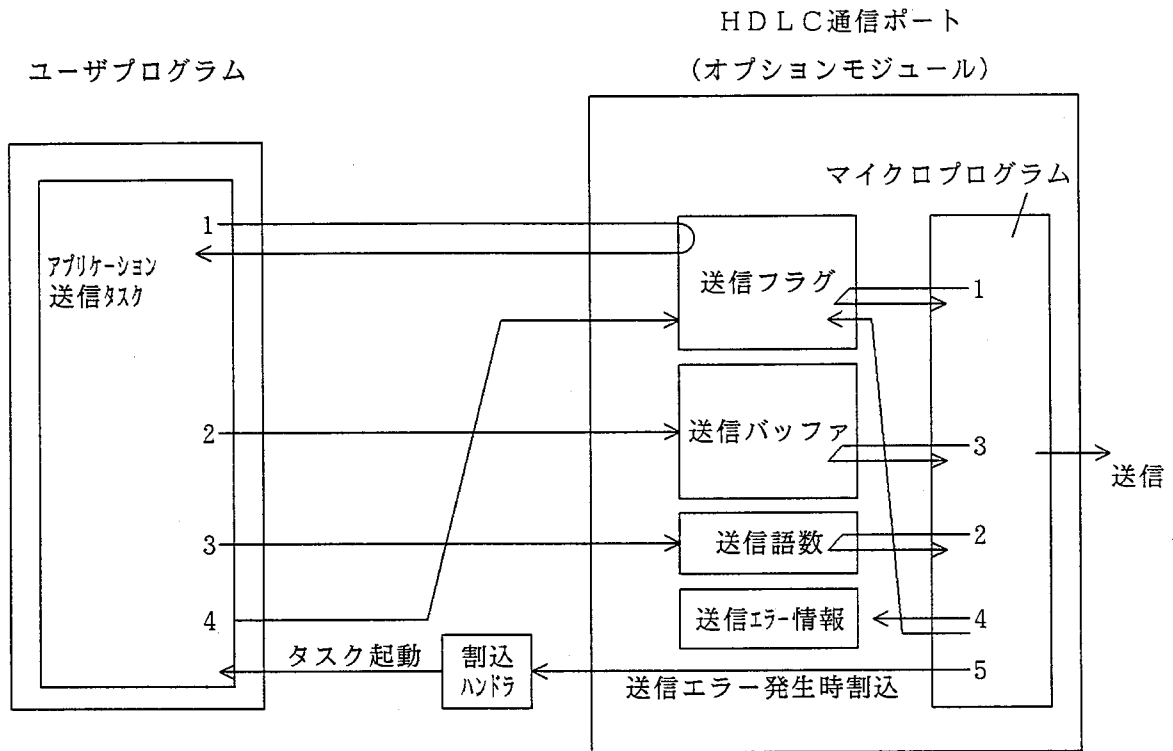 HDLC通信ポート
(オプションモジュール)
ユーザプログラム
マイクロプログラム
アプリケーション
送信タスク
1
2
3
4
送信フラグ
送信バッファ
送信語数
送信エラー情報
1
3
2
4
5
送信
タスク起動
割込
ハンドラ
送信エラー発生時割込